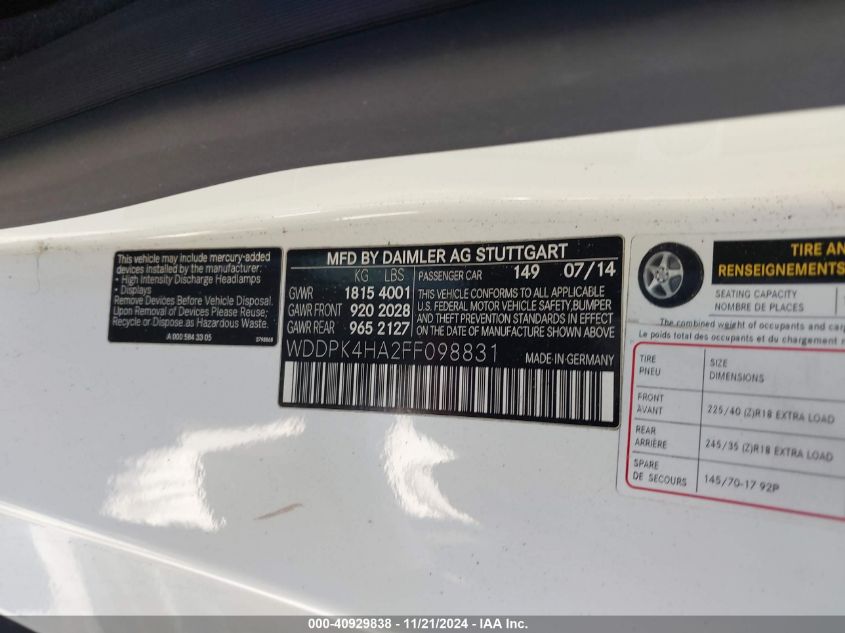 This vehicle may include mercury-added
devices installed by the manufacturer:
• High Intensity Discharge Headlamps
• Displays
Remove Devices Before Vehicle Disposal.
Upon Removal of Devices Please Reuse;
Recycle or Dispose as Hazardous Waste.
A 000 584 33 05
MFD BY DAIMLER AG STUTTGART
KG LBS
GVWR 1815 4001
GAWR FRONT 920 2028
GAWR REAR 965 2127
PASSENGER CAR 149 07/14
THIS VEHICLE CONFORMS TO ALL APPLICABLE
U.S. FEDERAL MOTOR VEHICLE SAFETY, BUMPER
AND THEFT PREVENTION STANDARDS IN EFFECT
ON THE DATE OF MANUFACTURE SHOWN ABOVE
WDDPK4HA2FF098831 MADE IN GERMANY
TIRE AN
RENSEIGNEMENTS
SEATING CAPACITY
NOMBRE DE PLACES
The combined weight of occupants and car
Le poids total des occupants et du chargement
TIRE
PNEU
SIZE
DIMENSIONS
FRONT
AVANT
225/40 (Z)R18 EXTRA LOAD
REAR
ARRIÈRE
245/35 (Z)R18 EXTRA LOAD
SPARE
DE SECOURS
145/70-17 92P
000-40929838 - 11/21/2024 - IAA Inc.